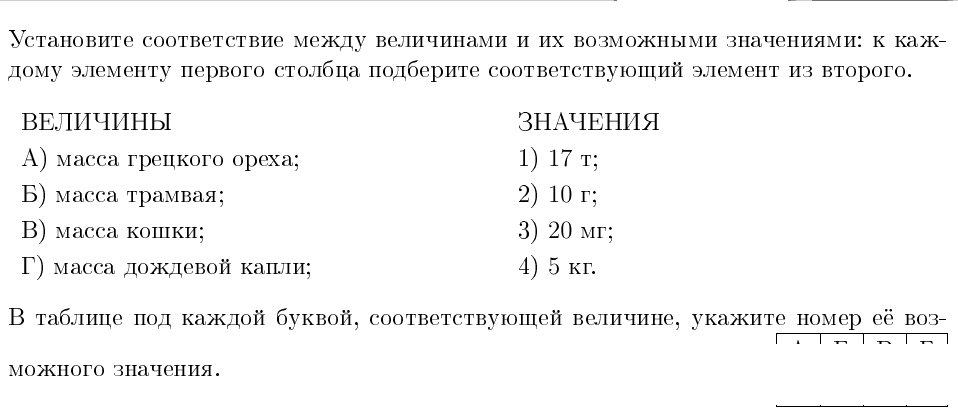 Установите соответствие между величинами и их возможными значениями: к каж-
дому элементу первого столбца подберите соответствующий элемент из второго.
ВЕЛИЧИНЫ
ЗНАЧЕНИЯ
А) масса грецкого ореха;
1) 17 т;
Б) масса трамвая;
2) 10 г;
В) масса кошки;
3) 20 мг;
Г) масса дождевой капли;
4) 5 кг.
В таблице под каждой буквой, соответствующей величине, укажите номер её воз-
можного значения.